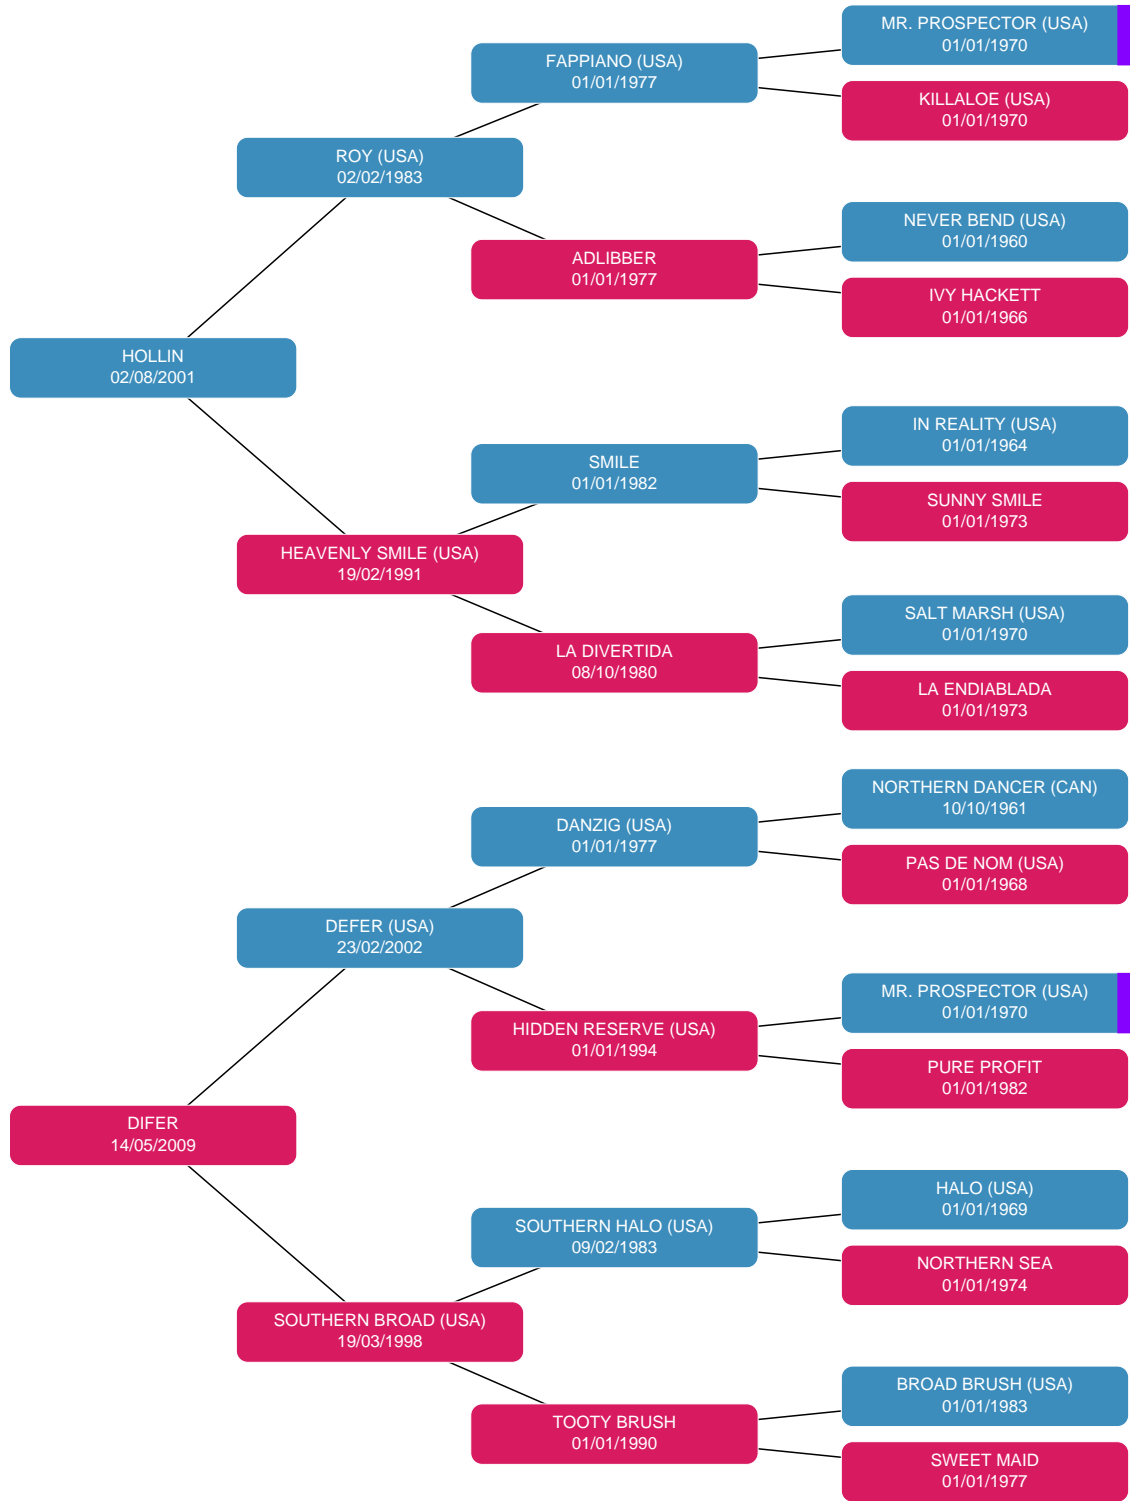 MR. PROSPECTOR (USA)
01/01/1970
FAPPIANO (USA)
01/01/1977
KILLALOE (USA)
01/01/1970
ROY (USA)
02/02/1983
NEVER BEND (USA)
01/01/1960
ADLIBBER
01/01/1977
IVY HACKETT
01/01/1966
HOLLIN
02/08/2001
IN REALITY (USA)
01/01/1964
SMILE
01/01/1982
SUNNY SMILE
01/01/1973
HEAVENLY SMILE (USA)
19/02/1991
SALT MARSH (USA)
01/01/1970
LA DIVERTIDA
08/10/1980
LA ENDIABLADA
01/01/1973
NORTHERN DANCER (CAN)
10/10/1961
DANZIG (USA)
01/01/1977
PAS DE NOM (USA)
01/01/1968
DEFER (USA)
23/02/2002
MR. PROSPECTOR (USA)
01/01/1970
HIDDEN RESERVE (USA)
01/01/1994
PURE PROFIT
01/01/1982
DIFER
14/05/2009
HALO (USA)
01/01/1969
SOUTHERN HALO (USA)
09/02/1983
NORTHERN SEA
01/01/1974
SOUTHERN BROAD (USA)
19/03/1998
BROAD BRUSH (USA)
01/01/1983
TOOTY BRUSH
01/01/1990
SWEET MAID
01/01/1977